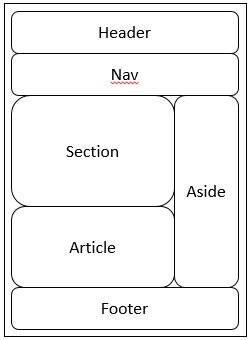 Header
Nav
Section
Aside
Article
Footer